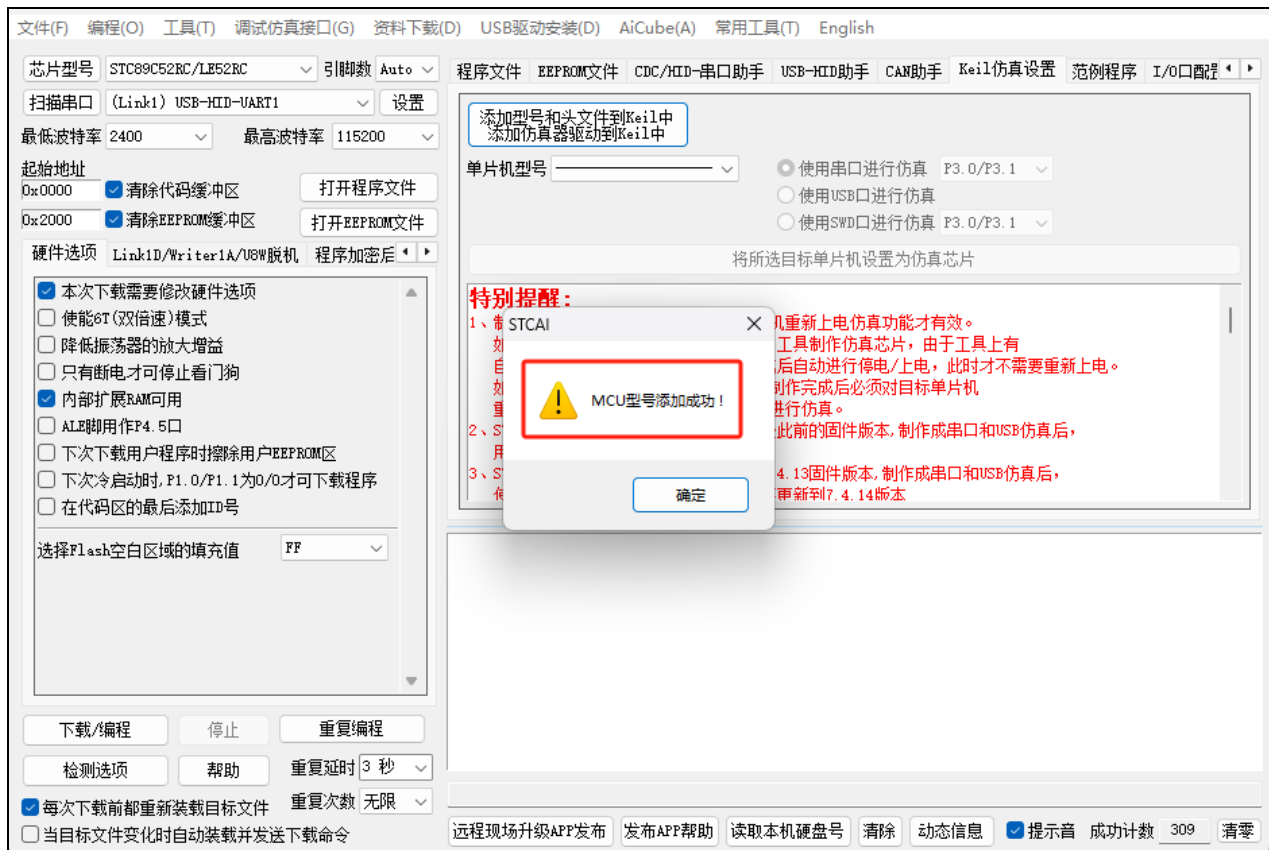 文件(F) 编程(O) 工具(T) 调试仿真接口(G) 资料下载(D) USB驱动安装(D) AiCube(A) 常用工具(T) English
芯片型号 STC89C52RC/LE52RC 引脚数 Auto
扫描串口 (Link1) USB-HID-UART1 设置
最低波特率 2400 最高波特率 115200
起始地址
0x0000 清除代码缓冲区 打开程序文件
0x2000 清除EEPROM缓冲区 打开EEPROM文件
硬件选项 Link1D/Writer1A/U8W脱机 程序加密后
本次下载需要修改硬件选项
使能6T(双倍速)模式
降低振荡器的放大增益
只有断电才可停止看门狗
内部扩展RAM可用
ALE脚用作P4.5口
下次下载用户程序时擦除用户EEPROM区
下次冷启动时,P1.0/P1.1为0/0才可下载程序
在代码区的最后添加ID号
选择Flash空白区域的填充值 FF
下载/编程 停止 重复编程
检测选项 帮助 重复延时 3 秒
每次下载前都重新装载目标文件 重复次数 无限
当目标文件变化时自动装载并发送下载命令
程序文件 EEPROM文件 CDC/HID-串口助手 USB-HID助手 CAN助手 Keil仿真设置 范例程序 I/O口配置
添加型号和头文件到Keil中
添加仿真器驱动到Keil中
单片机型号 使用串口进行仿真 P3.0/P3.1
使用USB口进行仿真
使用SWD口进行仿真 P3.0/P3.1
将所选目标单片机设置为仿真芯片
特别提醒:
1、制 机重新上电仿真功能才有效。
如 工具制作仿真芯片，由于工具上有
自 后自动进行停电/上电，此时才不需要重新上电。
如 制作完成后必须对目标单片机
重 进行仿真。
2、S 此前的固件版本,制作成串口和USB仿真后，
用
3、S 4.13固件版本,制作成串口和USB仿真后，
更新到7.4.14版本
STCAI
MCU型号添加成功！
确定
远程现场升级APP发布 发布APP帮助 读取本机硬盘号 清除 动态信息 提示音 成功计数 309 清零